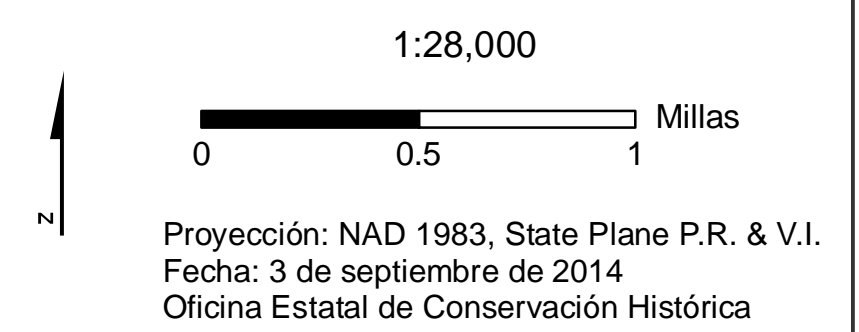 1:28,000
Millas
0 0.5 1
N
Proyección: NAD 1983, State Plane P.R. & V.I.
Fecha: 3 de septiembre de 2014
Oficina Estatal de Conservación Histórica